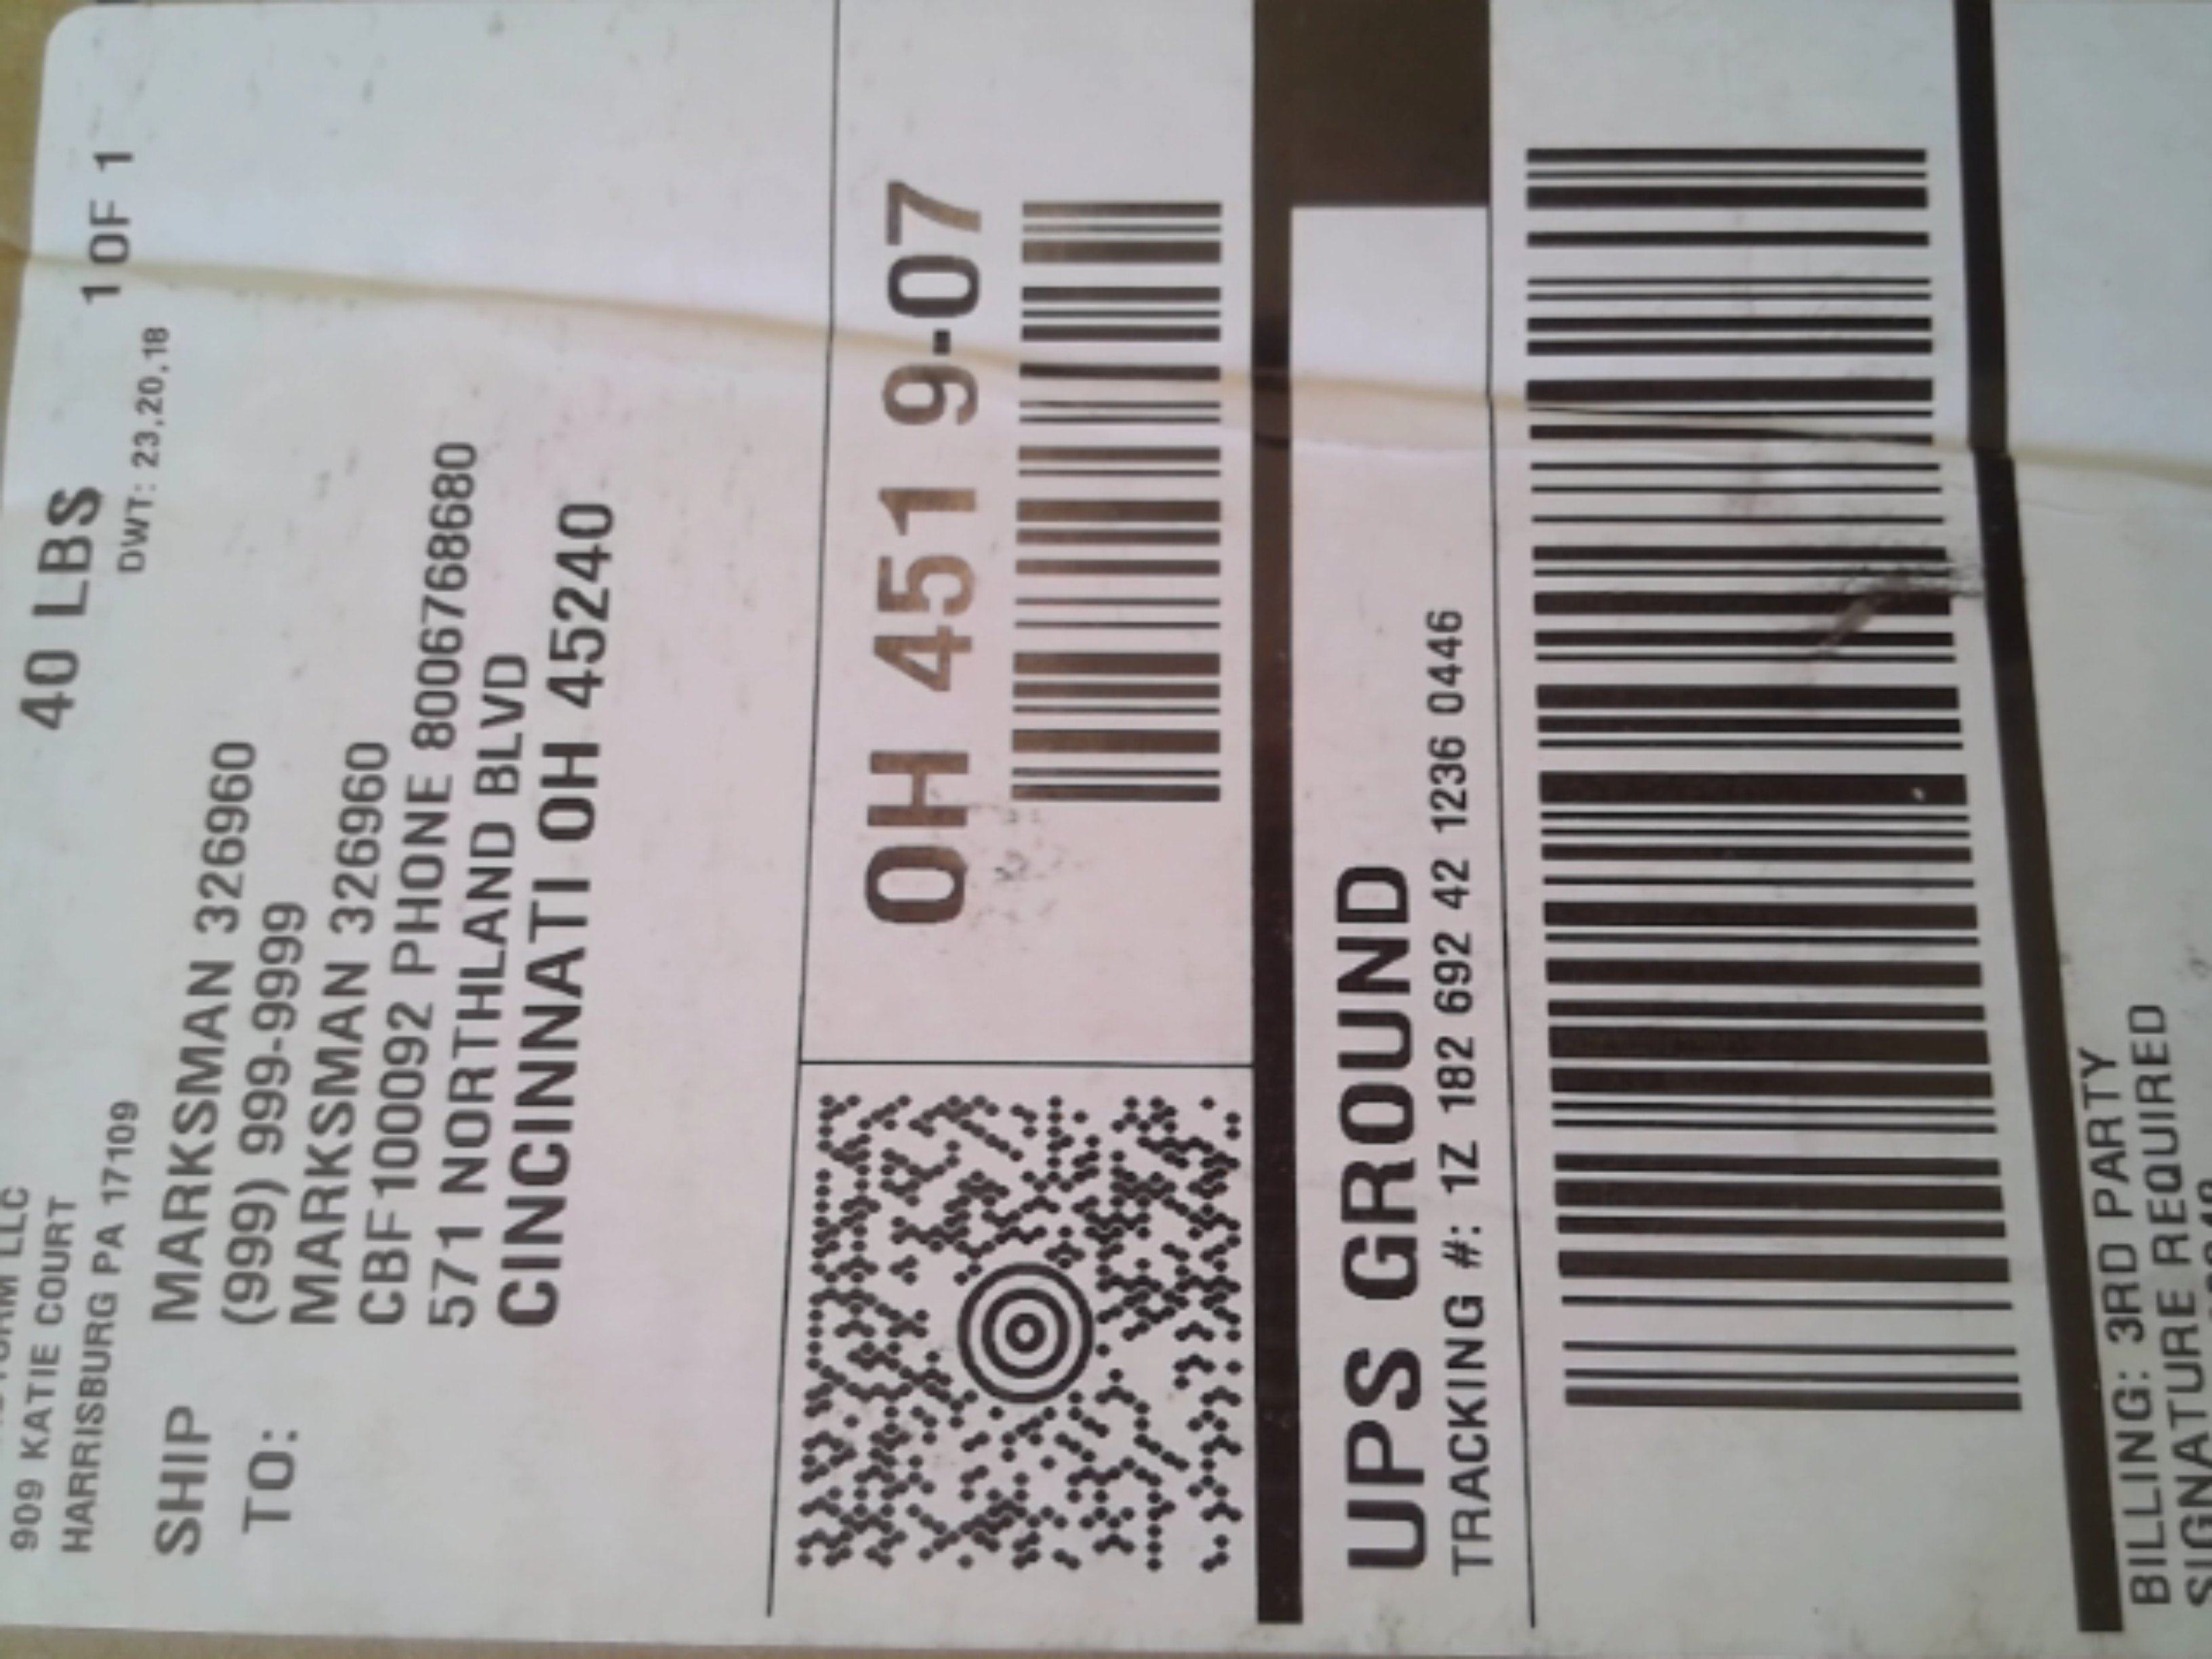 LLC
909 KATIE COURT
HARRISBURG PA 17109
40 LBS
1 OF 1
DWT: 23,20,18
SHIP TO:
MARKSMAN 326960
(999) 999-9999
MARKSMAN 326960
CBF100092 PHONE 8006768680
571 NORTHLAND BLVD
CINCINNATI OH 45240
OH 451 9-07
UPS GROUND
TRACKING #: 1Z 182 692 42 1236 0446
BILLING: 3RD PARTY
SIGNATURE REQUIRED